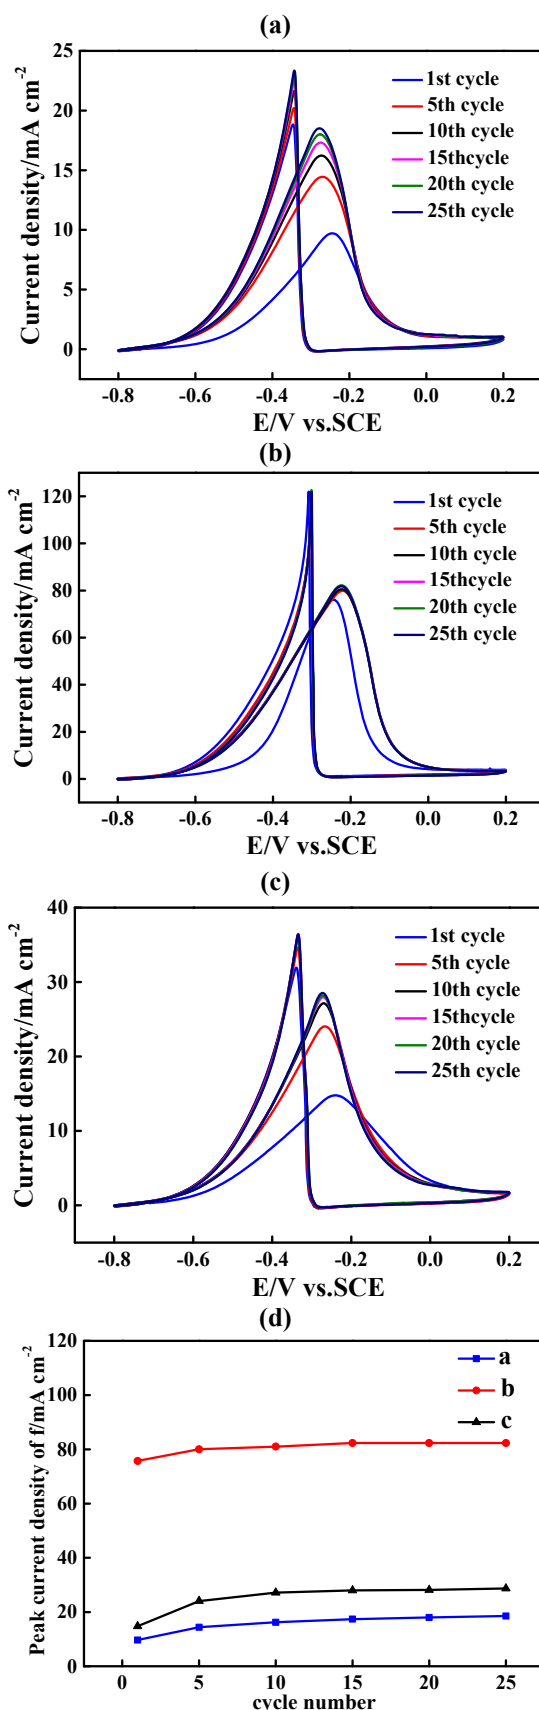 (a)
25
20
15
10
5
0
Current density/mA cm-2
1st cycle
5th cycle
10th cycle
15thcycle
20th cycle
25th cycle
-0.8 -0.6 -0.4 -0.2 0.0 0.2
E/V vs.SCE
(b)
120
100
80
60
40
20
0
Current density/mA cm-2
1st cycle
5th cycle
10th cycle
15thcycle
20th cycle
25th cycle
-0.8 -0.6 -0.4 -0.2 0.0 0.2
E/V vs.SCE
(c)
40
30
20
10
0
Current density/mA cm-2
1st cycle
5th cycle
10th cycle
15thcycle
20th cycle
25th cycle
-0.8 -0.6 -0.4 -0.2 0.0 0.2
E/V vs.SCE
(d)
120
100
80
60
40
20
0
Peak current density of f/mA cm-2
a
b
c
0 5 10 15 20 25
cycle number